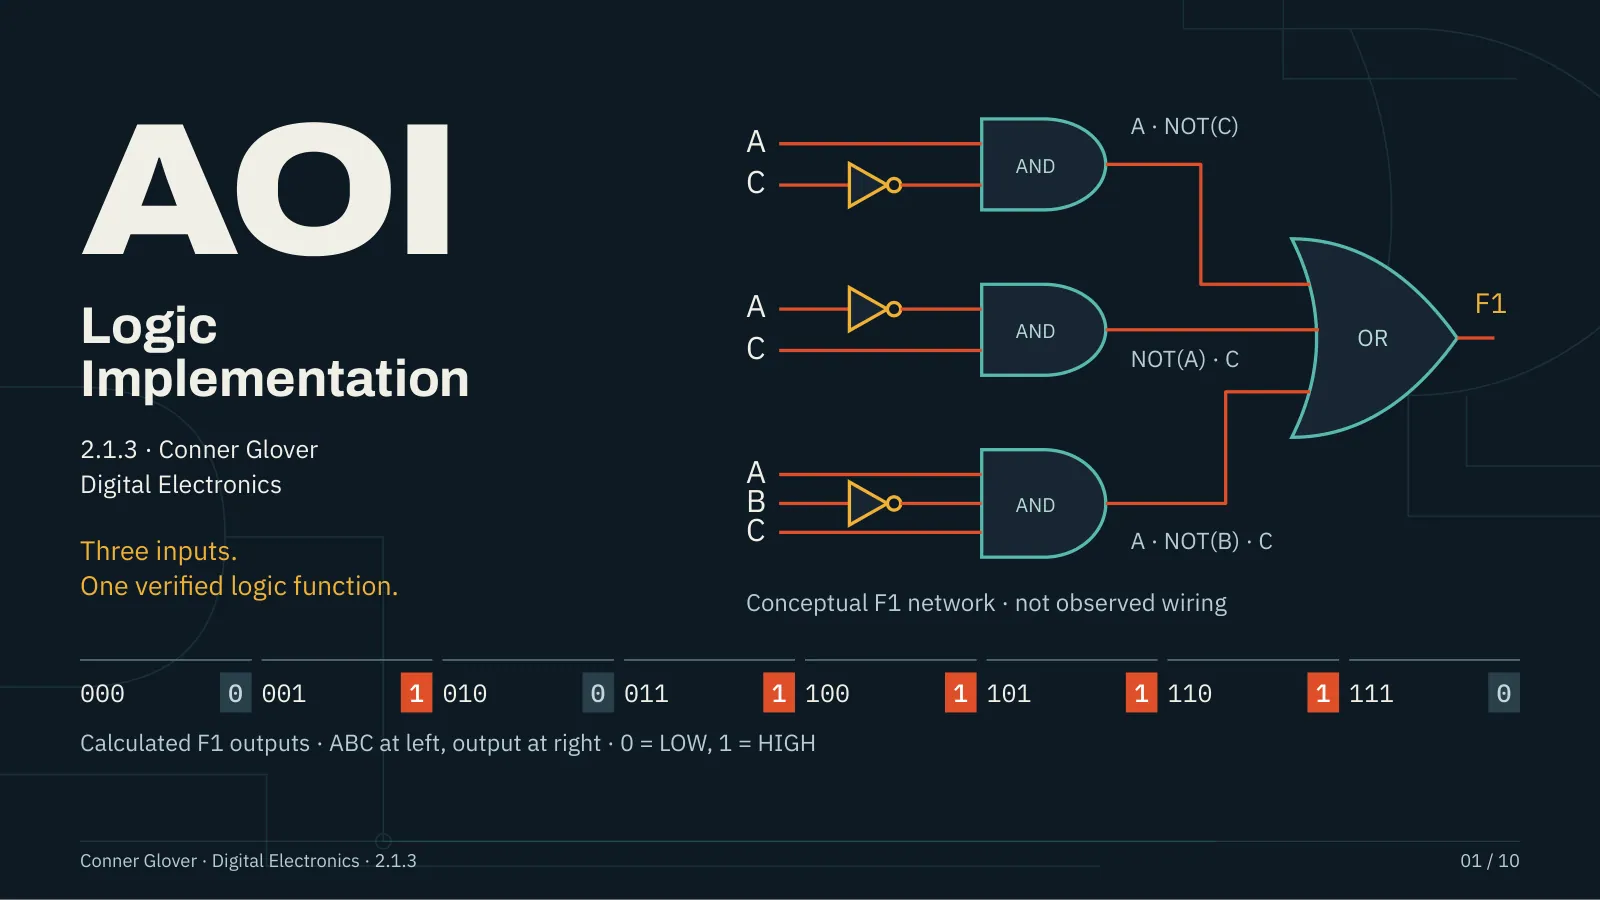 AOI
Logic
Implementation
2.1.3 · Conner Glover
Digital Electronics
Three inputs.
One verified logic function.
A
C
AND
A · NOT(C)
A
C
AND
NOT(A) · C
A
B
C
AND
A · NOT(B) · C
OR
F1
Conceptual F1 network · not observed wiring
000 0 001 1 010 0 011 1 100 1 101 1 110 1 111 0
Calculated F1 outputs · ABC at left, output at right · 0 = LOW, 1 = HIGH
Conner Glover · Digital Electronics · 2.1.3
01 / 10